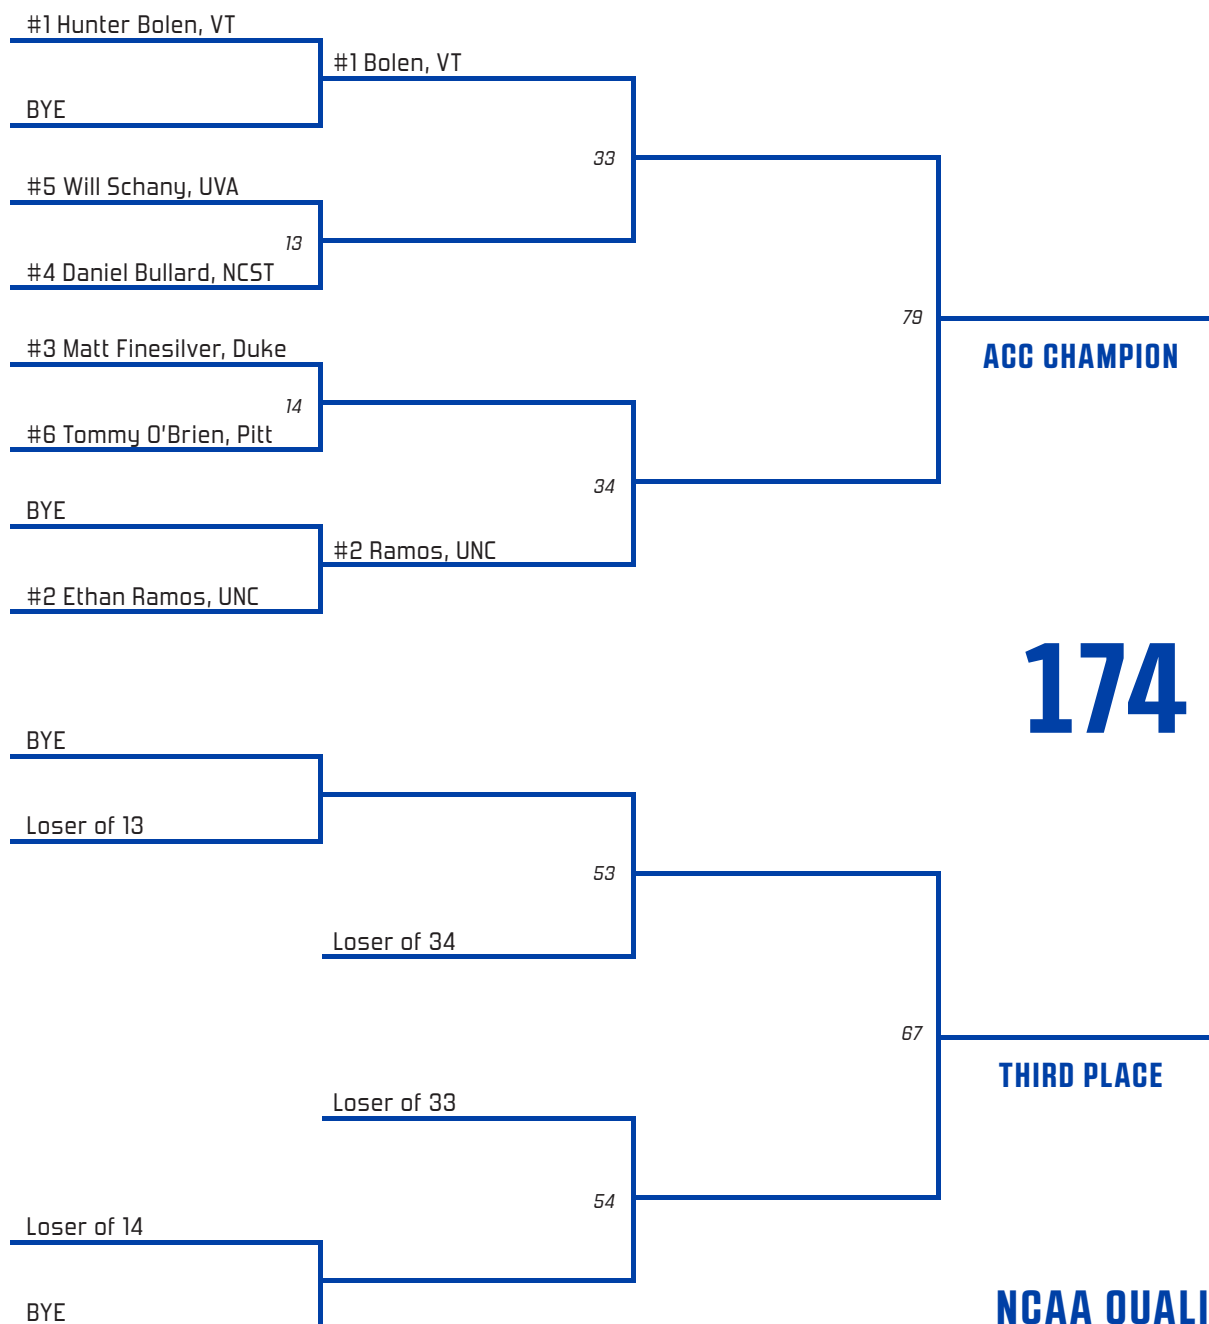 #1 Hunter Bolen, VT
#1 Bolen, VT
BYE
33
#5 Will Schany, UVA
13
#4 Daniel Bullard, NCST
79
ACC CHAMPION
#3 Matt Finesilver, Duke
14
#6 Tommy O'Brien, Pitt
34
BYE
#2 Ramos, UNC
#2 Ethan Ramos, UNC
174
BYE
Loser of 13
53
Loser of 34
67
THIRD PLACE
Loser of 33
54
Loser of 14
BYE
NCAA QUALI